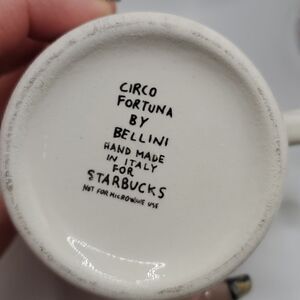 CIRCO
FORTUNA
BY
BELLINI
HAND MADE
IN ITALY
FOR
STARBUCKS
NOT FOR MICROWAVE USE